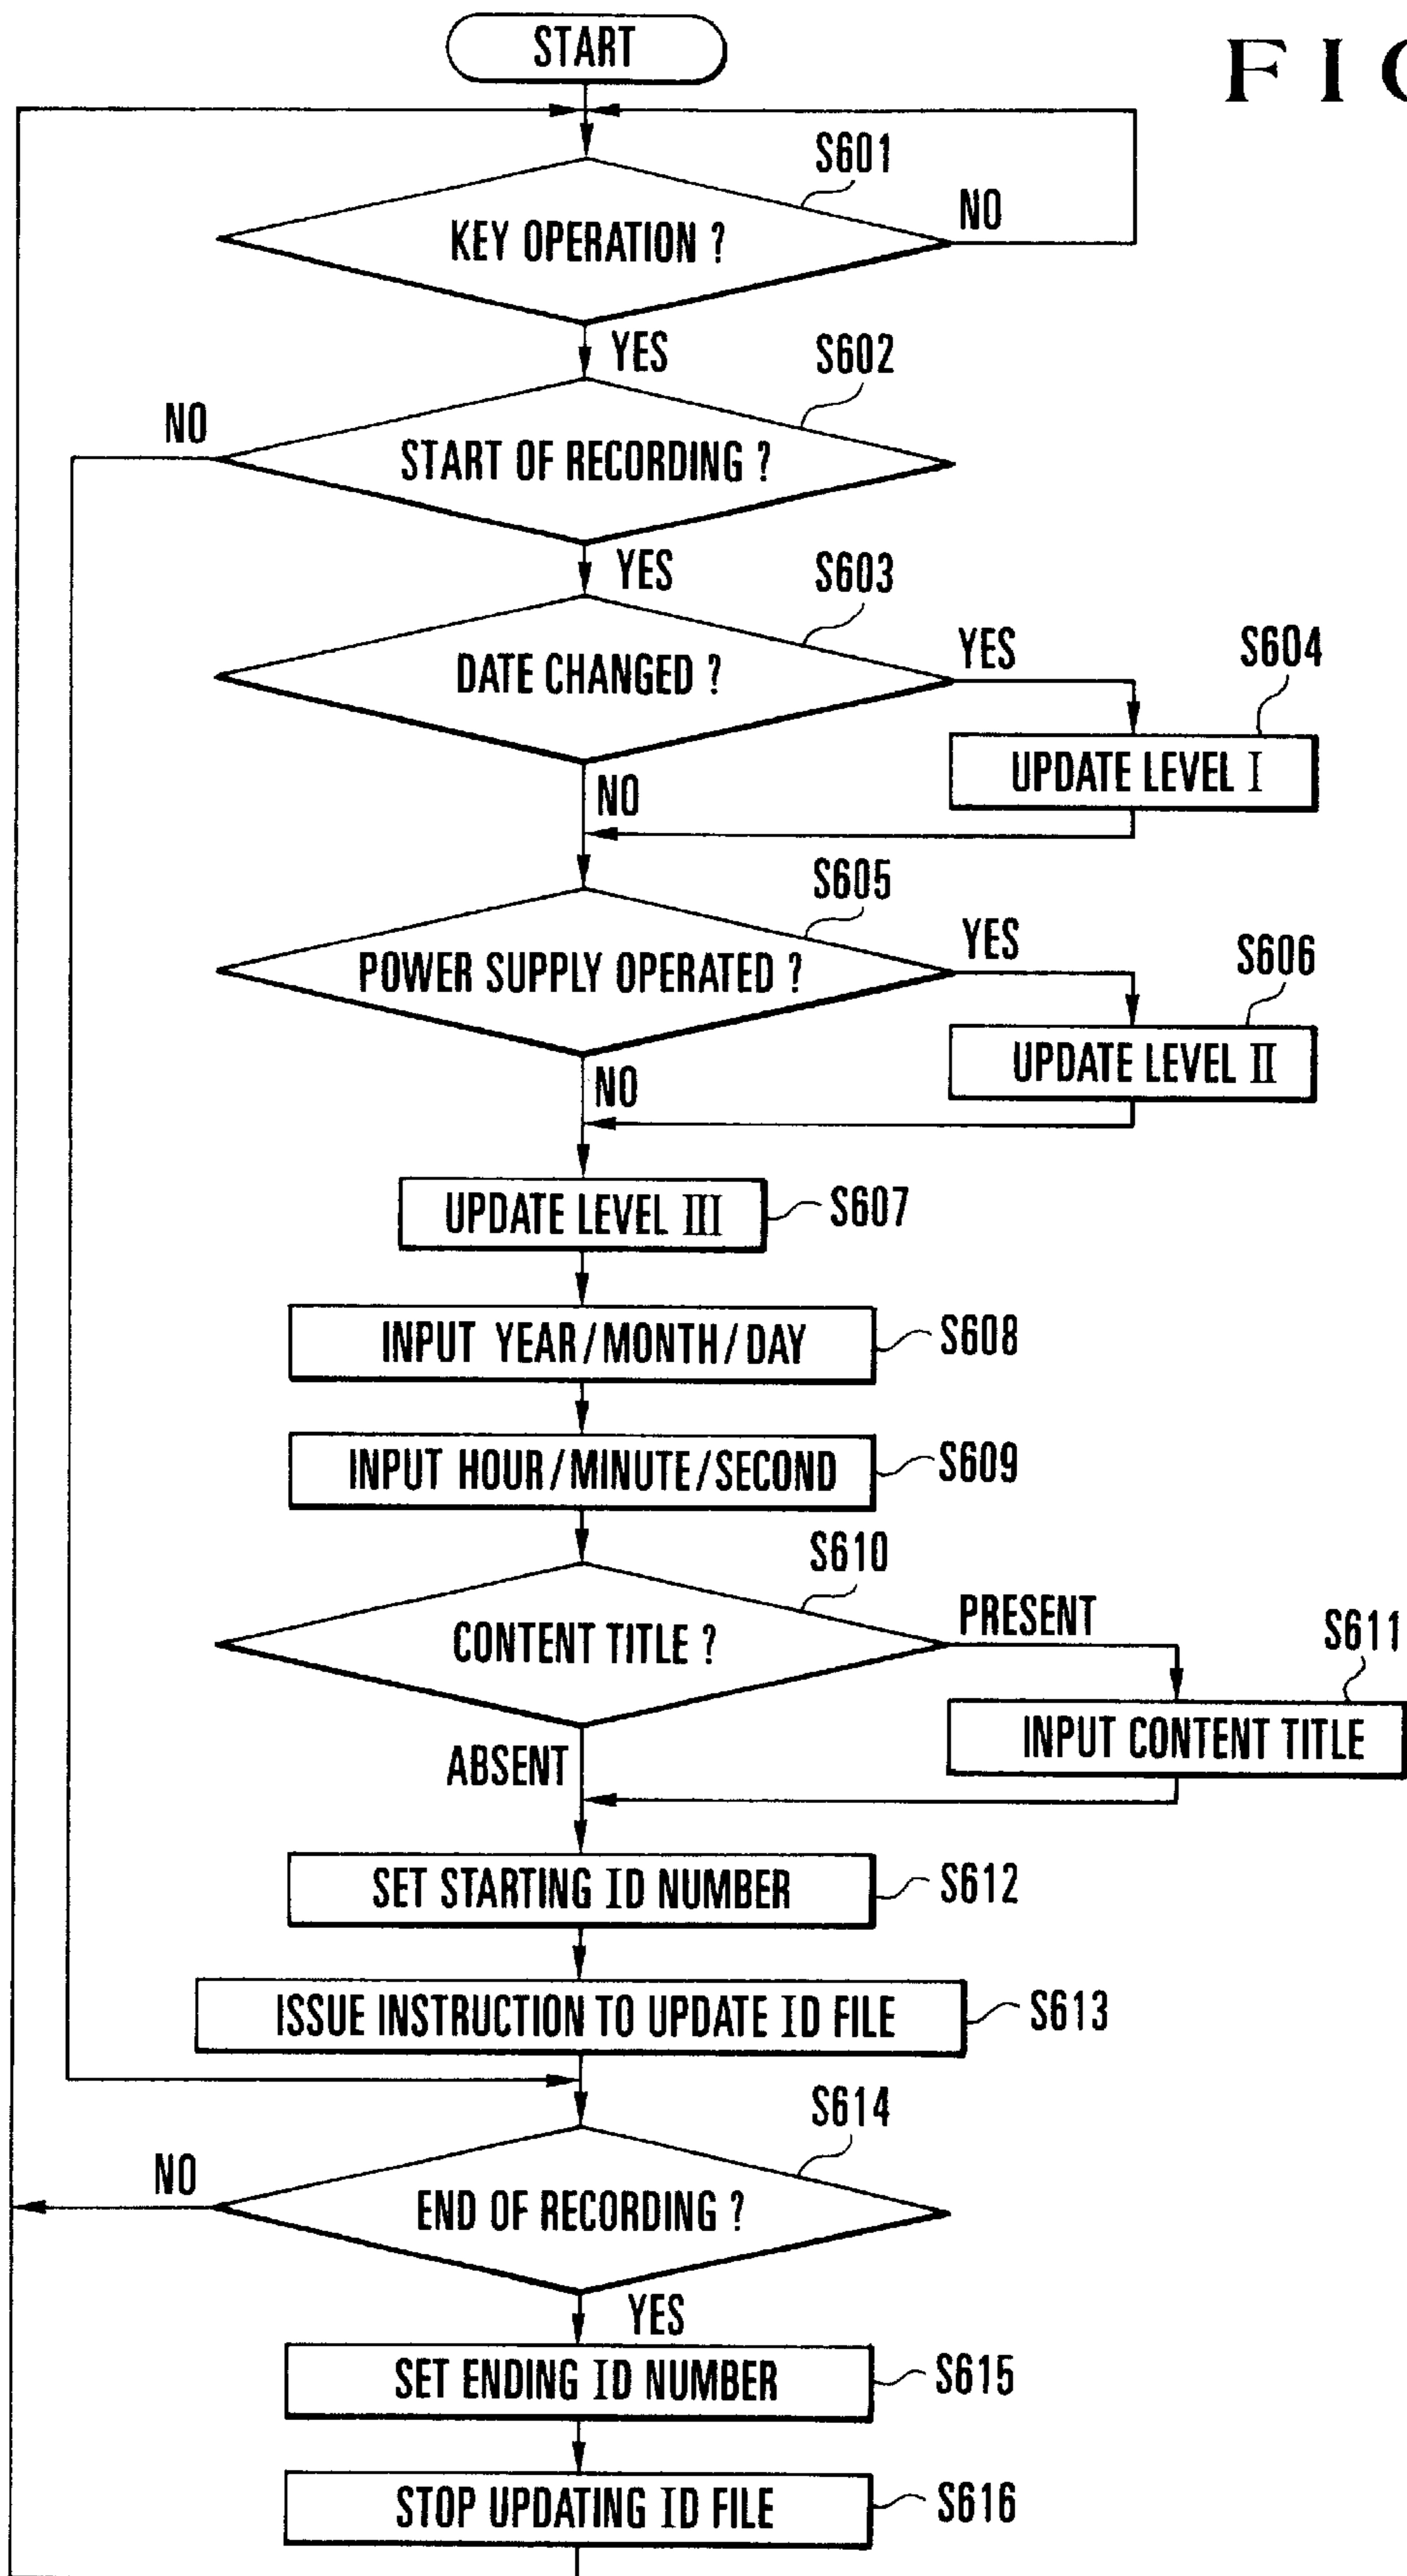 START
FI
S601
KEY OPERATION ?
NO
YES
S602
NO
START OF RECORDING ?
YES
S603
DATE CHANGED ?
YES
S604
UPDATE LEVEL I
NO
S605
POWER SUPPLY OPERATED ?
YES
S606
UPDATE LEVEL II
NO
UPDATE LEVEL III
S607
INPUT YEAR/MONTH/DAY
S608
INPUT HOUR/MINUTE/SECOND
S609
S610
CONTENT TITLE ?
PRESENT
S611
INPUT CONTENT TITLE
ABSENT
SET STARTING ID NUMBER
S612
ISSUE INSTRUCTION TO UPDATE ID FILE
S613
S614
NO
END OF RECORDING ?
YES
SET ENDING ID NUMBER
S615
STOP UPDATING ID FILE
S616